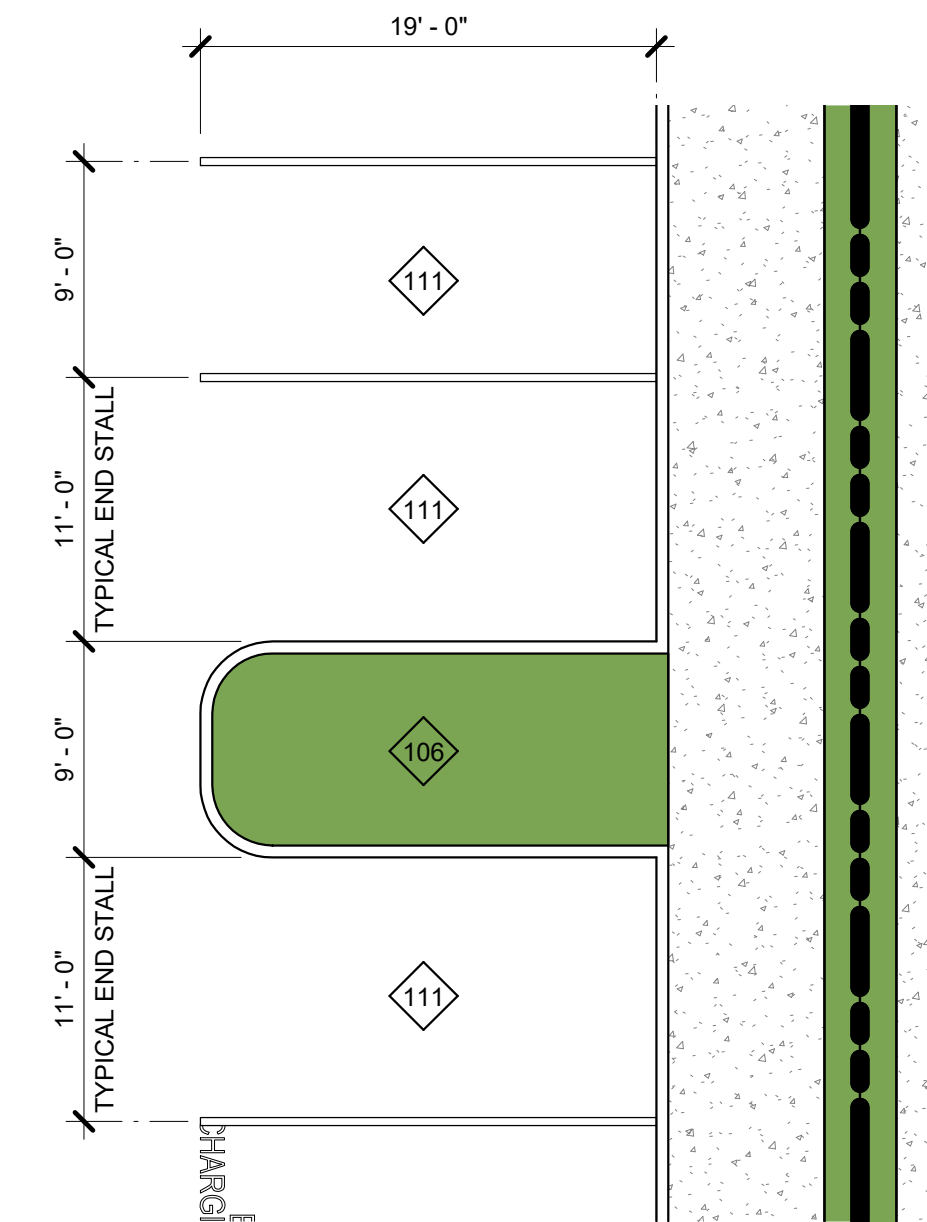 19' - 0"
9' - 0"
111
11' - 0"
TYPICAL END STALL
111
9' - 0"
106
11' - 0"
TYPICAL END STALL
111